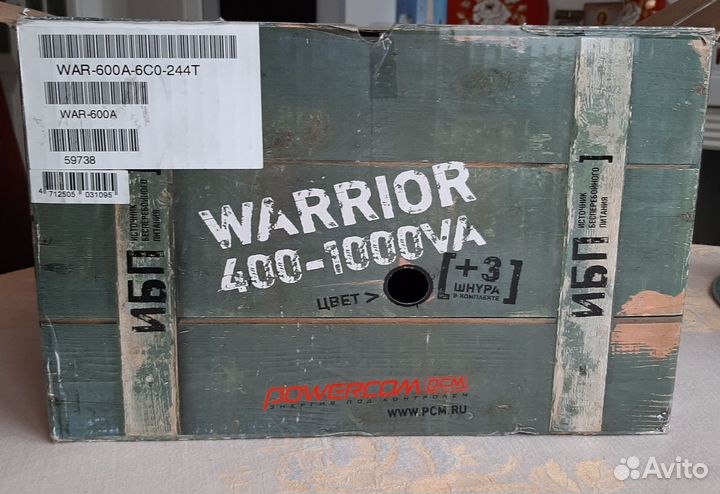 WAR-600A-6C0-244T
WAR-600A
59738
4 712505 031095
ИБП
ИСТОЧНИК
БЕСПЕРЕБОЙНОГО
ПИТАНИЯ
WARRIOR
400-1000VA
ЦВЕТ >
[+3
ШНУРА
В КОМПЛЕКТЕ]
ИБП
ИСТОЧНИК
БЕСПЕРЕБОЙНОГО
ПИТАНИЯ
POWERCOM PCM
ЭНЕРГИЯ ПОД КОНТРОЛЕМ
WWW.PCM.RU
Avito